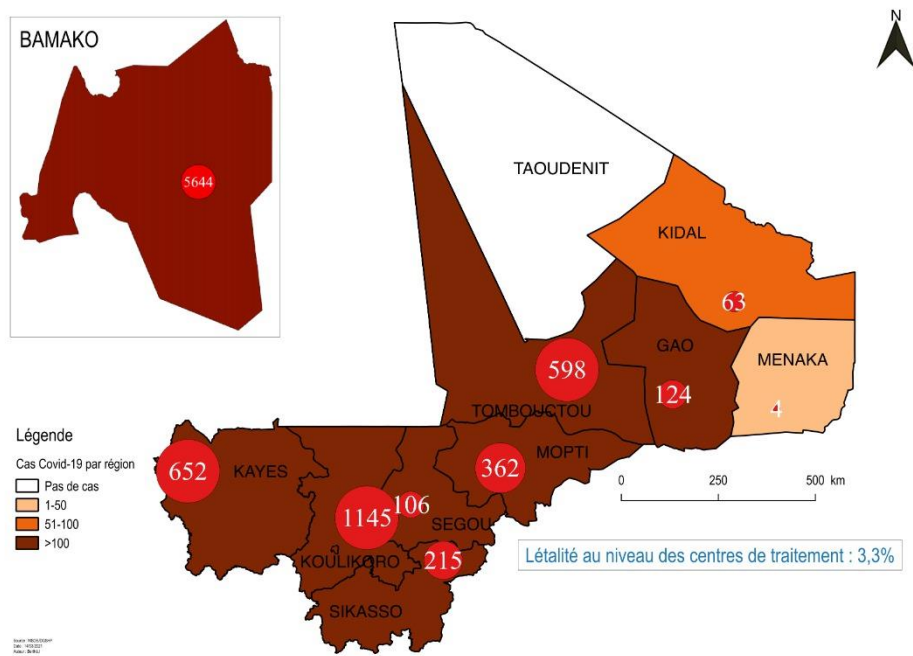 BAMAKO
5644
N
TAOUDENIT
KIDAL
63
GAO
MENAKA
598
124
4
TOMBOUCTOU
MOPTI
362
652
KAYES
106
1145
SEGOU
215
KOULIKORO
SIKASSO
Légende
Cas Covid-19 par région
Pas de cas
1-50
51-100
>100
0 250 500 km
Létalité au niveau des centres de traitement : 3,3%